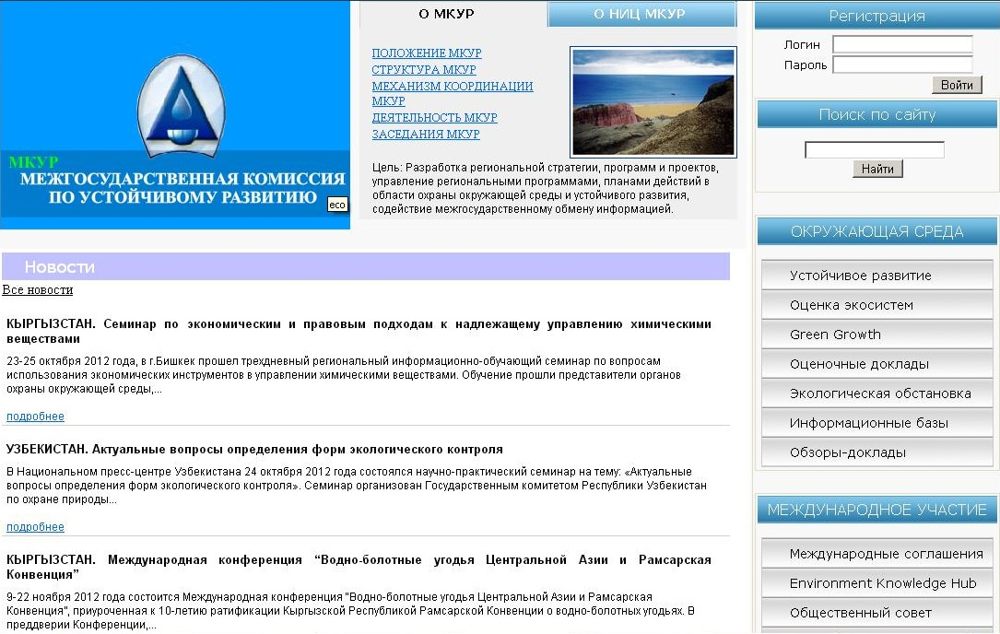 МКУР
МЕЖГОСУДАРСТВЕННАЯ КОМИССИЯ
ПО УСТОЙЧИВОМУ РАЗВИТИЮ
eco
О МКУР
О НИЦ МКУР
ПОЛОЖЕНИЕ МКУР
СТРУКТУРА МКУР
МЕХАНИЗМ КООРДИНАЦИИ
МКУР
ДЕЯТЕЛЬНОСТЬ МКУР
ЗАСЕДАНИЯ МКУР
Цель: Разработка региональной стратегии, программ и проектов,
управление региональными программами, планами действий в
области охраны окружающей среды и устойчивого развития,
содействие межгосударственному обмену информацией.
Новости
Все новости
КЫРГЫЗСТАН. Семинар по экономическим и правовым подходам к надлежащему управлению химическими
веществами
23-25 октября 2012 года, в г.Бишкек прошел трехдневный региональный информационно-обучающий семинар по вопросам
использования экономических инструментов в управлении химическими веществами. Обучение прошли представители органов
охраны окружающей среды,...
подробнее
УЗБЕКИСТАН. Актуальные вопросы определения форм экологического контроля
В Национальном пресс-центре Узбекистана 24 октября 2012 года состоялся научно-практический семинар на тему: «Актуальные
вопросы определения форм экологического контроля». Семинар организован Государственным комитетом Республики Узбекистан
по охране природы...
подробнее
КЫРГЫЗСТАН. Международная конференция “Водно-болотные угодья Центральной Азии и Рамсарская
Конвенция”
9-22 ноября 2012 года состоится Международная конференция "Водно-болотные угодья Центральной Азии и Рамсарская
Конвенция", приуроченная к 10-летию ратификации Кыргызской Республикой Рамсарской Конвенции о водно-болотных угодьях. В
преддверии Конференции,...
Регистрация
Логин
Пароль
Войти
Поиск по сайту
Найти
ОКРУЖАЮЩАЯ СРЕДА
Устойчивое развитие
Оценка экосистем
Green Growth
Оценочные доклады
Экологическая обстановка
Информационные базы
Обзоры-доклады
МЕЖДУНАРОДНОЕ УЧАСТИЕ
Международные соглашения
Environment Knowledge Hub
Общественный совет